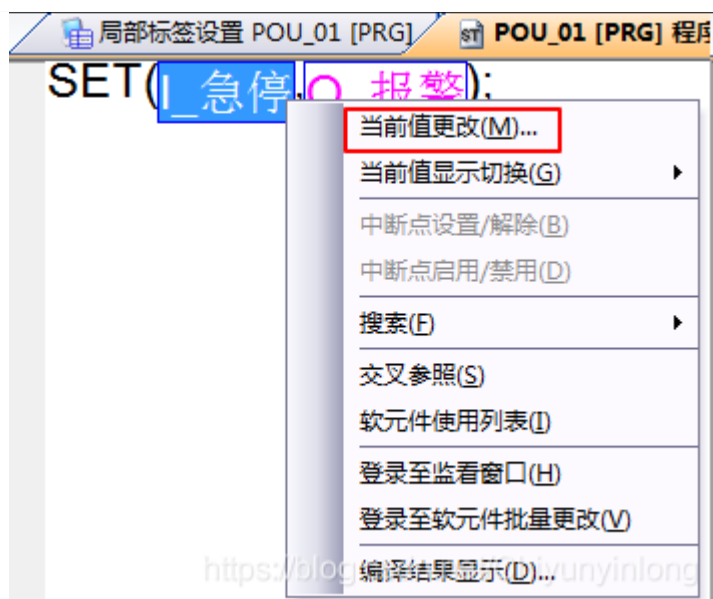 局部标签设置 POU_01 [PRG]
POU_01 [PRG] 程序
SET(I_急停,O_报警);
当前值更改(M)...
当前值显示切换(G)
中断点设置/解除(B)
中断点启用/禁用(D)
搜索(F)
交叉参照(S)
软元件使用列表(I)
登录至监看窗口(H)
登录至软元件批量更改(V)
编译结果显示(D)...
https://blog
yunyinlong